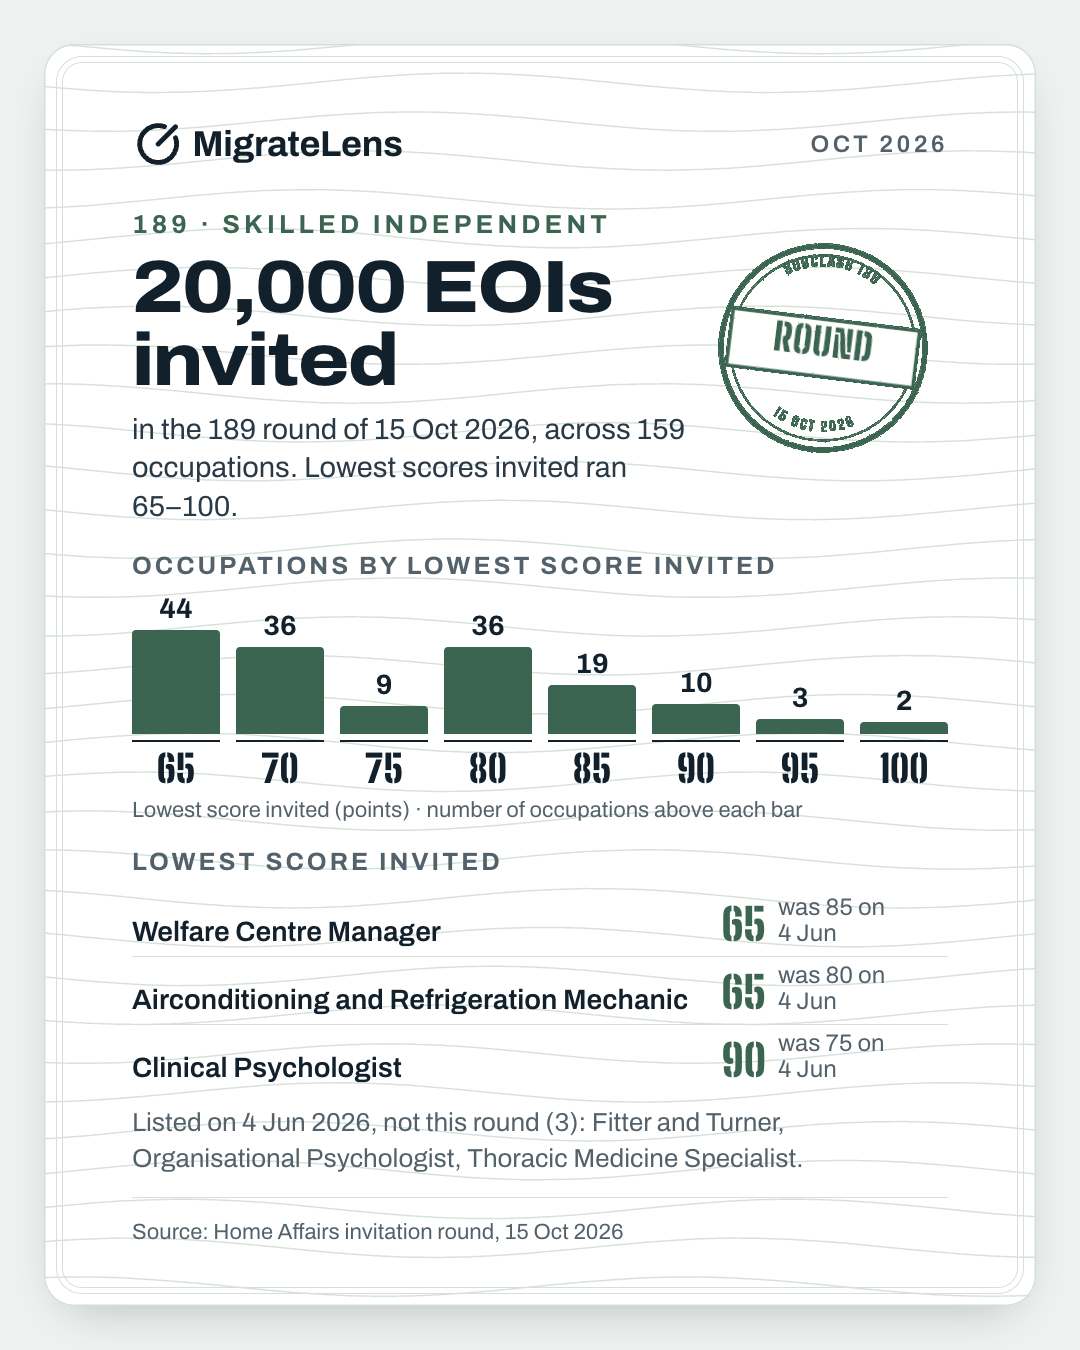 MigrateLens
OCT 2026
189 · SKILLED INDEPENDENT
20,000 EOIs
invited
SUBCLASS 189
ROUND
15 OCT 2026
in the 189 round of 15 Oct 2026, across 159
occupations. Lowest scores invited ran
65–100.
OCCUPATIONS BY LOWEST SCORE INVITED
44 36 9 36 19 10 3 2
65 70 75 80 85 90 95 100
Lowest score invited (points) · number of occupations above each bar
LOWEST SCORE INVITED
Welfare Centre Manager 65 was 85 on
4 Jun
Airconditioning and Refrigeration Mechanic 65 was 80 on
4 Jun
Clinical Psychologist 90 was 75 on
4 Jun
Listed on 4 Jun 2026, not this round (3): Fitter and Turner,
Organisational Psychologist, Thoracic Medicine Specialist.
Source: Home Affairs invitation round, 15 Oct 2026